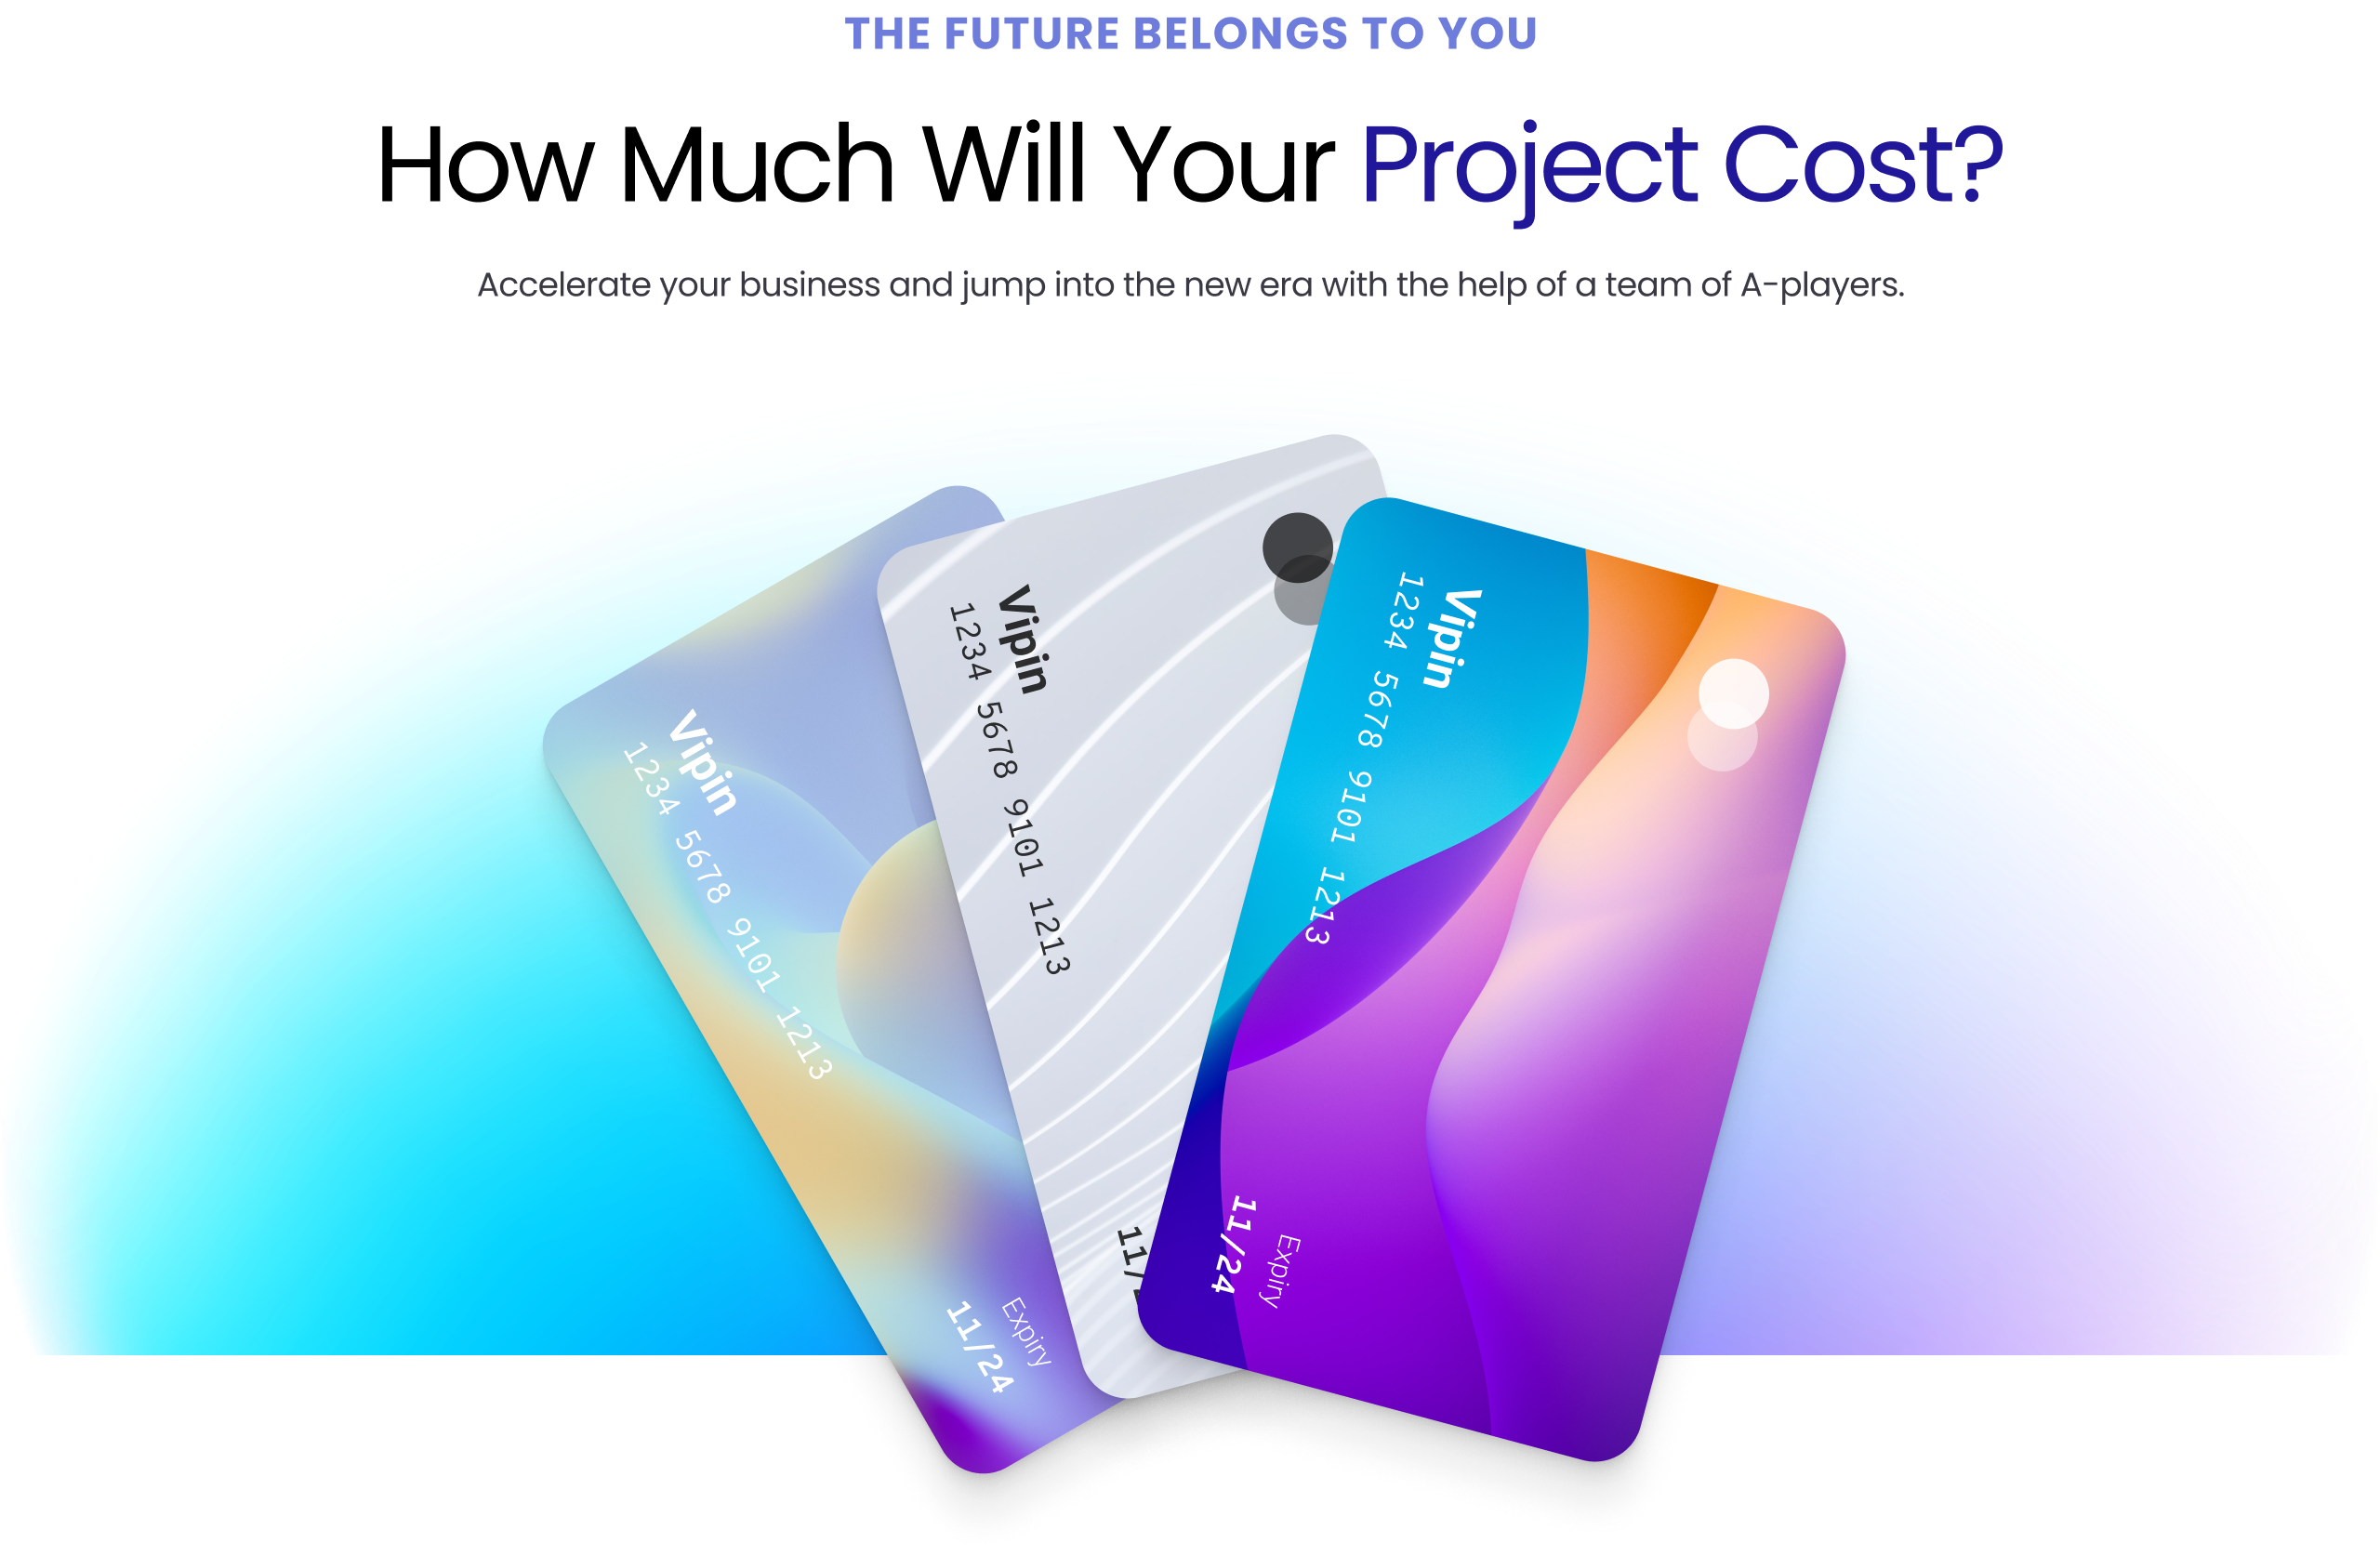 THE FUTURE BELONGS TO YOU
How Much Will Your Project Cost?
Accelerate your business and jump into the new era with the help of a team of A-players.
Vipin
1234 5678 9101 1213
Expiry
11/24
Vipin
1234 5678 9101 1213
11/
Vipin
1234 5678 9101 1213
Expiry
11/24